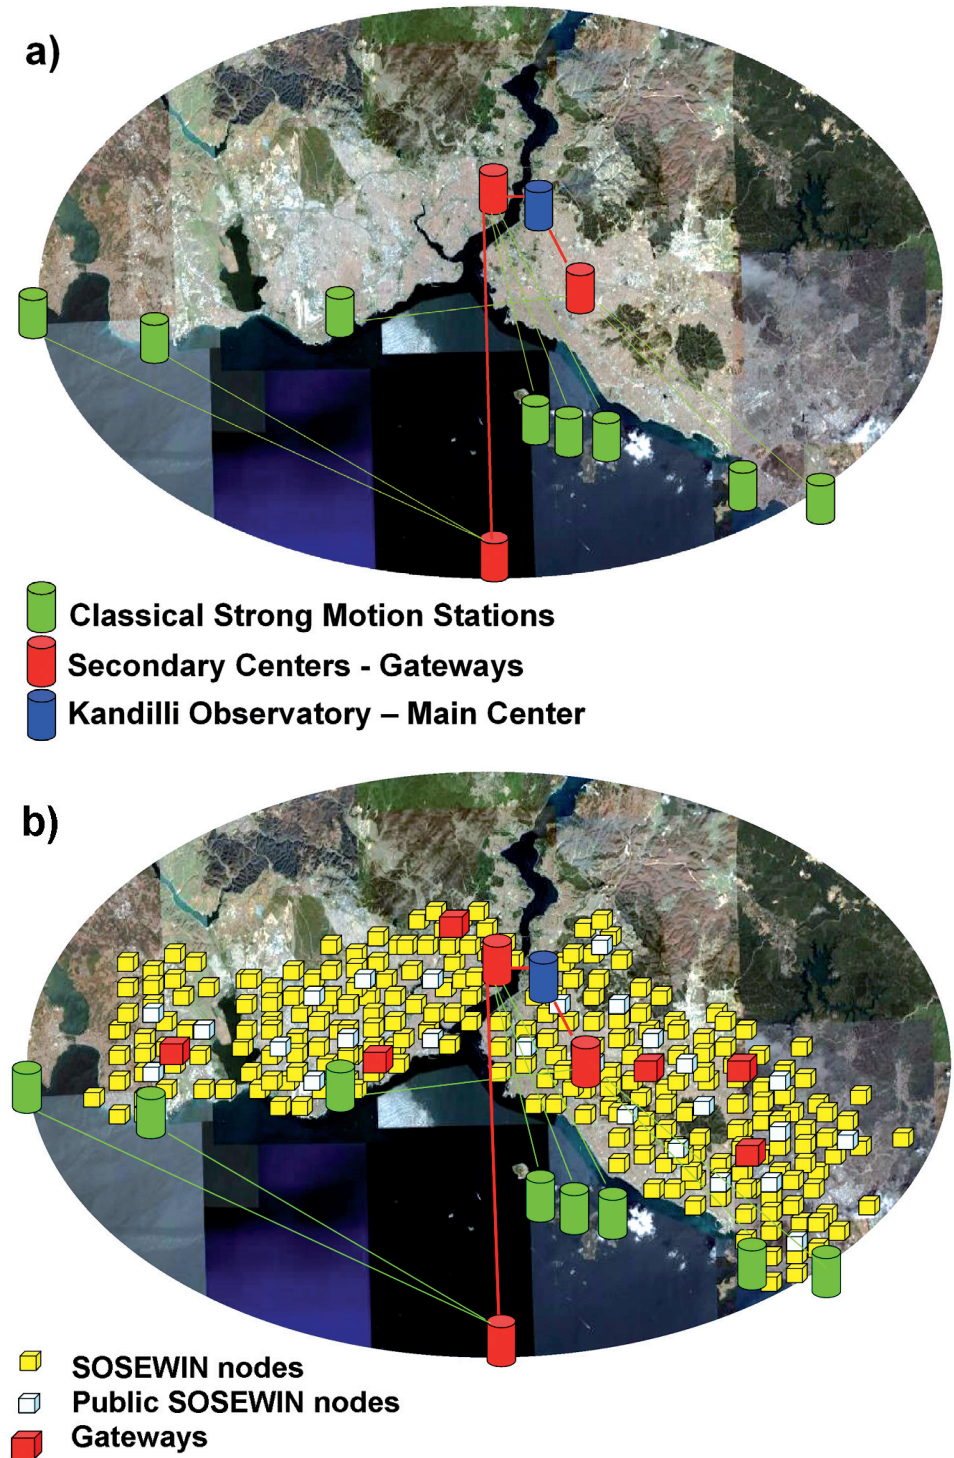 a)
Classical Strong Motion Stations
Secondary Centers - Gateways
Kandilli Observatory – Main Center
b)
SOSEWIN nodes
Public SOSEWIN nodes
Gateways